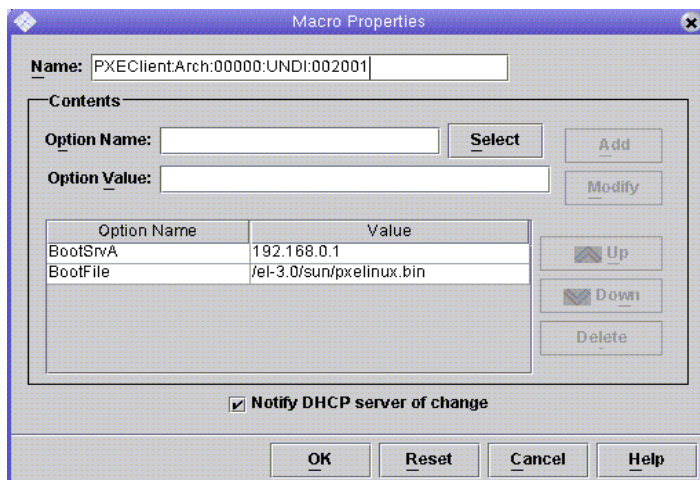 Macro Properties
Name: PXEClient:Arch:00000:UNDI:002001
Contents
Option Name: Select Add
Option Value: Modify
Option Name Value
BootSrvA 192.168.0.1
BootFile /el-3.0/sun/pxelinux.bin
Up
Down
Delete
Notify DHCP server of change
OK Reset Cancel Help